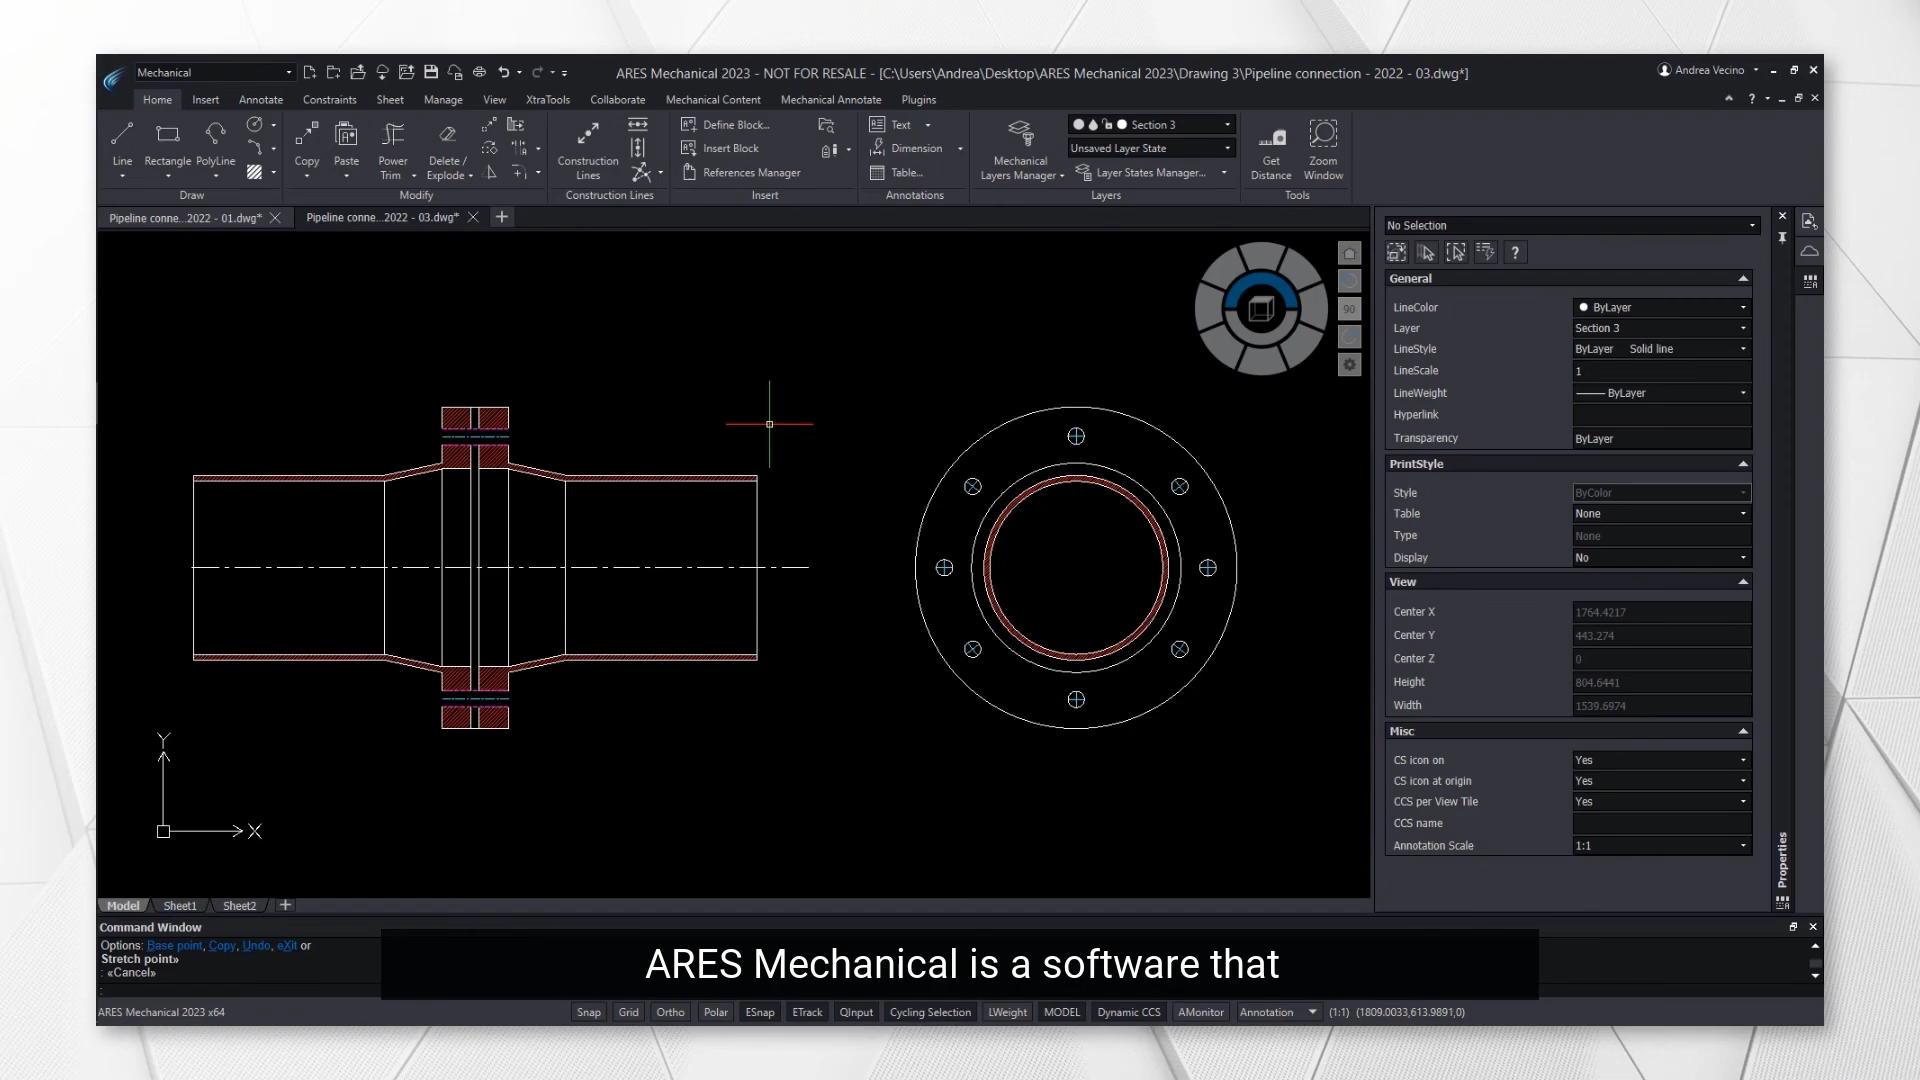 Mechanical
ARES Mechanical 2023 - NOT FOR RESALE - [C:\Users\Andrea\Desktop\ARES Mechanical 2023\Drawing 3\Pipeline connection - 2022 - 03.dwg*]
Andrea Vecino
Home Insert Annotate Constraints Sheet Manage View XtraTools Collaborate Mechanical Content Mechanical Annotate Plugins
Line Rectangle PolyLine
Draw
Copy Paste Power Trim Delete / Explode
Modify
Construction Lines
Construction Lines
Define Block...
Insert Block
References Manager
Insert
Text
Dimension
Table...
Annotations
Mechanical Layers Manager
Section 3
Unsaved Layer State
Layer States Manager...
Layers
Get Distance
Zoom Window
Tools
Pipeline conne...2022 - 01.dwg*
Pipeline conne...2022 - 03.dwg*
90
Y
X
No Selection
General
LineColor ByLayer
Layer Section 3
LineStyle ByLayer Solid line
LineScale 1
LineWeight ByLayer
Hyperlink
Transparency ByLayer
PrintStyle
Style ByColor
Table None
Type None
Display No
View
Center X 1764.4217
Center Y 443.274
Center Z 0
Height 804.6441
Width 1539.6974
Misc
CS icon on Yes
CS icon at origin Yes
CCS per View Tile Yes
CCS name
Annotation Scale 1:1
Properties
Model Sheet1 Sheet2
Command Window
Options: Base point, Copy, Undo, eXit or
Stretch point»
: «Cancel»
:
ARES Mechanical is a software that
ARES Mechanical 2023 x64
Snap Grid Ortho Polar ESnap ETrack QInput Cycling Selection LWeight MODEL Dynamic CCS AMonitor Annotation (1:1) (1809.0033,613.9891,0)